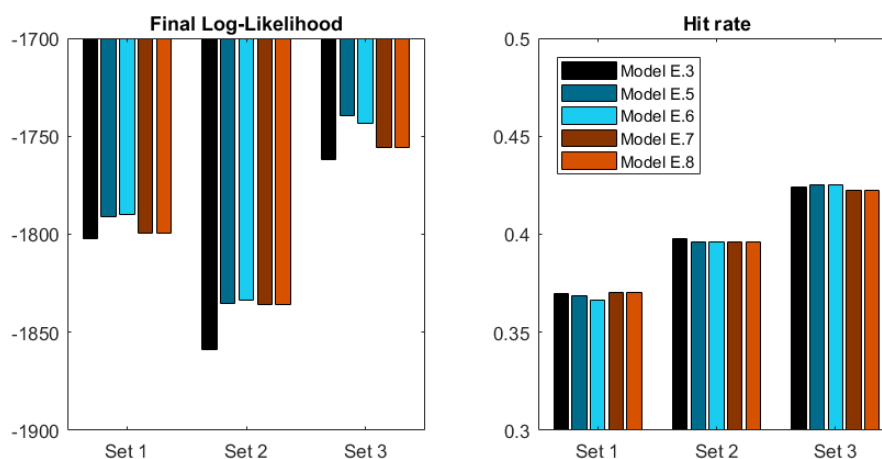 Final Log-Likelihood
-1700
-1750
-1800
-1850
-1900
Set 1
Set 2
Set 3
Hit rate
0.5
0.45
0.4
0.35
0.3
Model E.3
Model E.5
Model E.6
Model E.7
Model E.8
Set 1
Set 2
Set 3